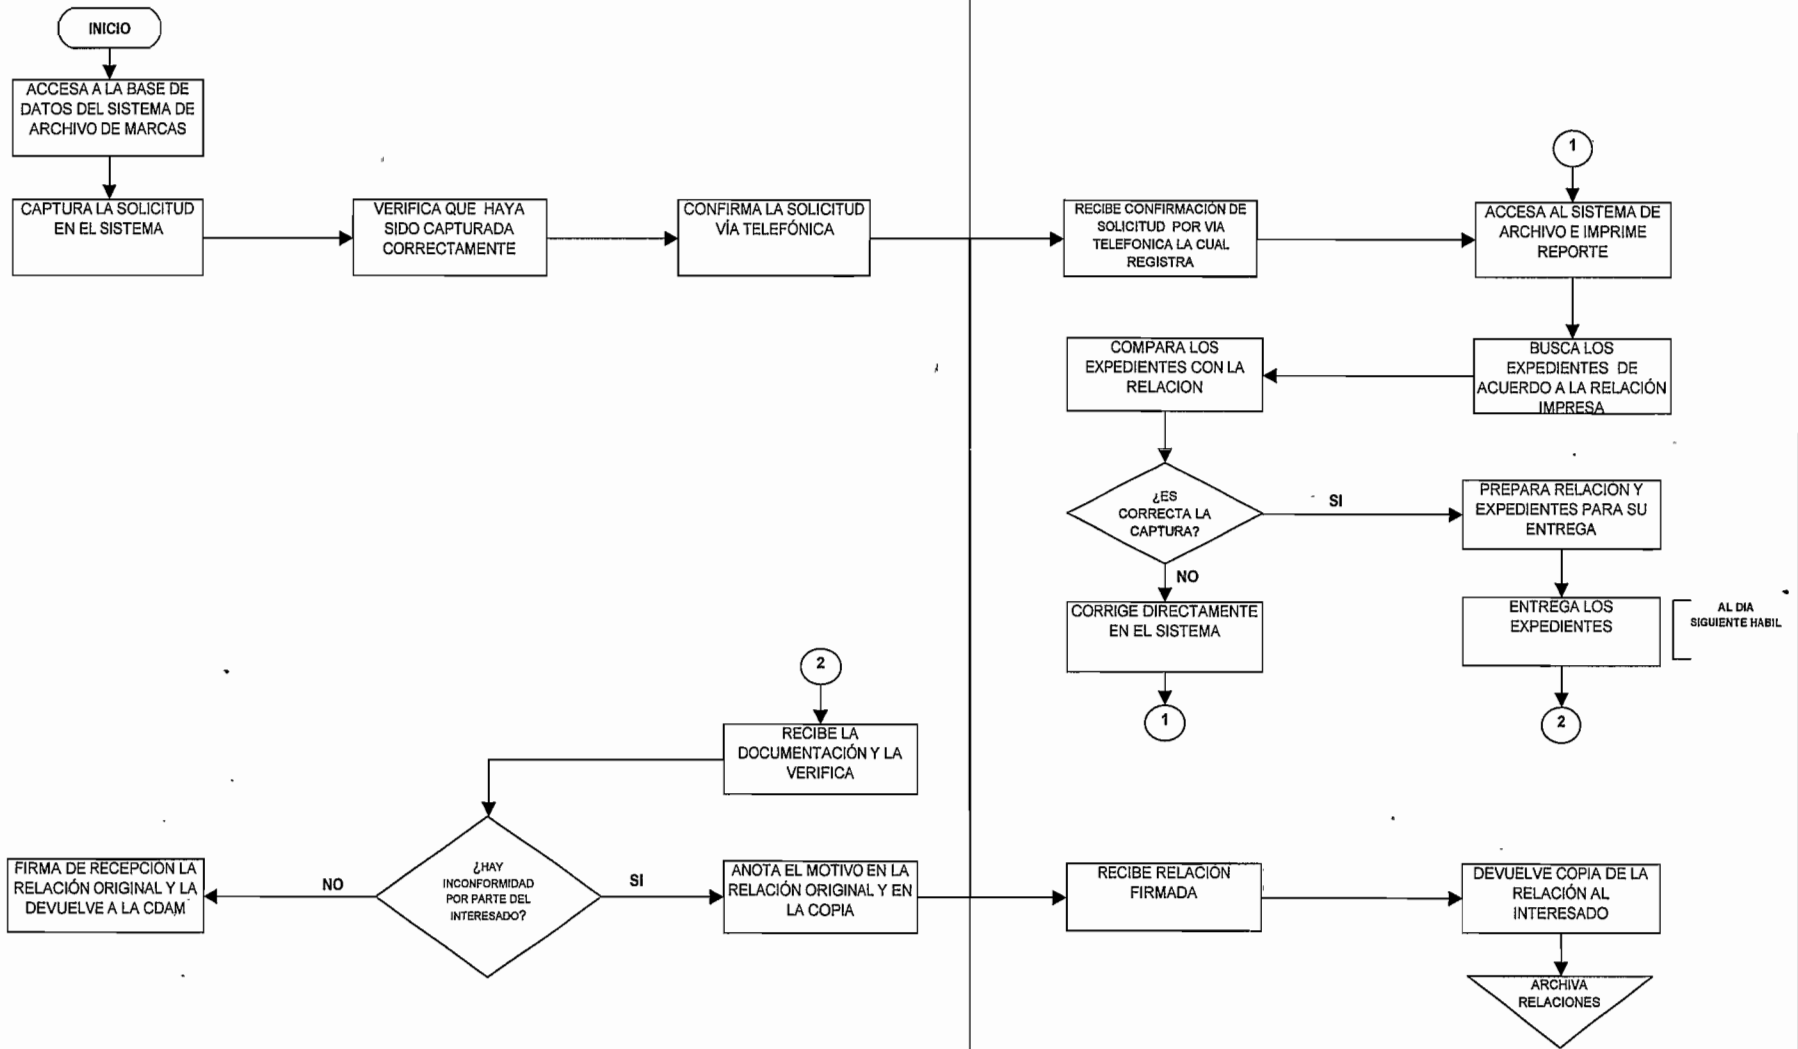 INICIO
ACCESA A LA BASE DE
DATOS DEL SISTEMA DE
ARCHIVO DE MARCAS
CAPTURA LA SOLICITUD
EN EL SISTEMA
VERIFICA QUE HAYA
SIDO CAPTURADA
CORRECTAMENTE
CONFIRMA LA SOLICITUD
VÍA TELEFÓNICA
RECIBE CONFIRMACIÓN DE
SOLICITUD POR VIA
TELEFONICA LA CUAL
REGISTRA
1
ACCESA AL SISTEMA DE
ARCHIVO E IMPRIME
REPORTE
BUSCA LOS
EXPEDIENTES DE
ACUERDO A LA RELACIÓN
IMPRESA
COMPARA LOS
EXPEDIENTES CON LA
RELACION
¿ES
CORRECTA LA
CAPTURA?
SI
PREPARA RELACION Y
EXPEDIENTES PARA SU
ENTREGA
NO
CORRIGE DIRECTAMENTE
EN EL SISTEMA
1
ENTREGA LOS
EXPEDIENTES
AL DIA
SIGUIENTE HABIL
2
2
RECIBE LA
DOCUMENTACIÓN Y LA
VERIFICA
¿HAY
INCONFORMIDAD
POR PARTE DEL
INTERESADO?
NO
FIRMA DE RECEPCIÓN LA
RELACIÓN ORIGINAL Y LA
DEVUELVE A LA CDAM
SI
ANOTA EL MOTIVO EN LA
RELACIÓN ORIGINAL Y EN
LA COPIA
RECIBE RELACIÓN
FIRMADA
DEVUELVE COPIA DE LA
RELACIÓN AL
INTERESADO
ARCHIVA
RELACIONES